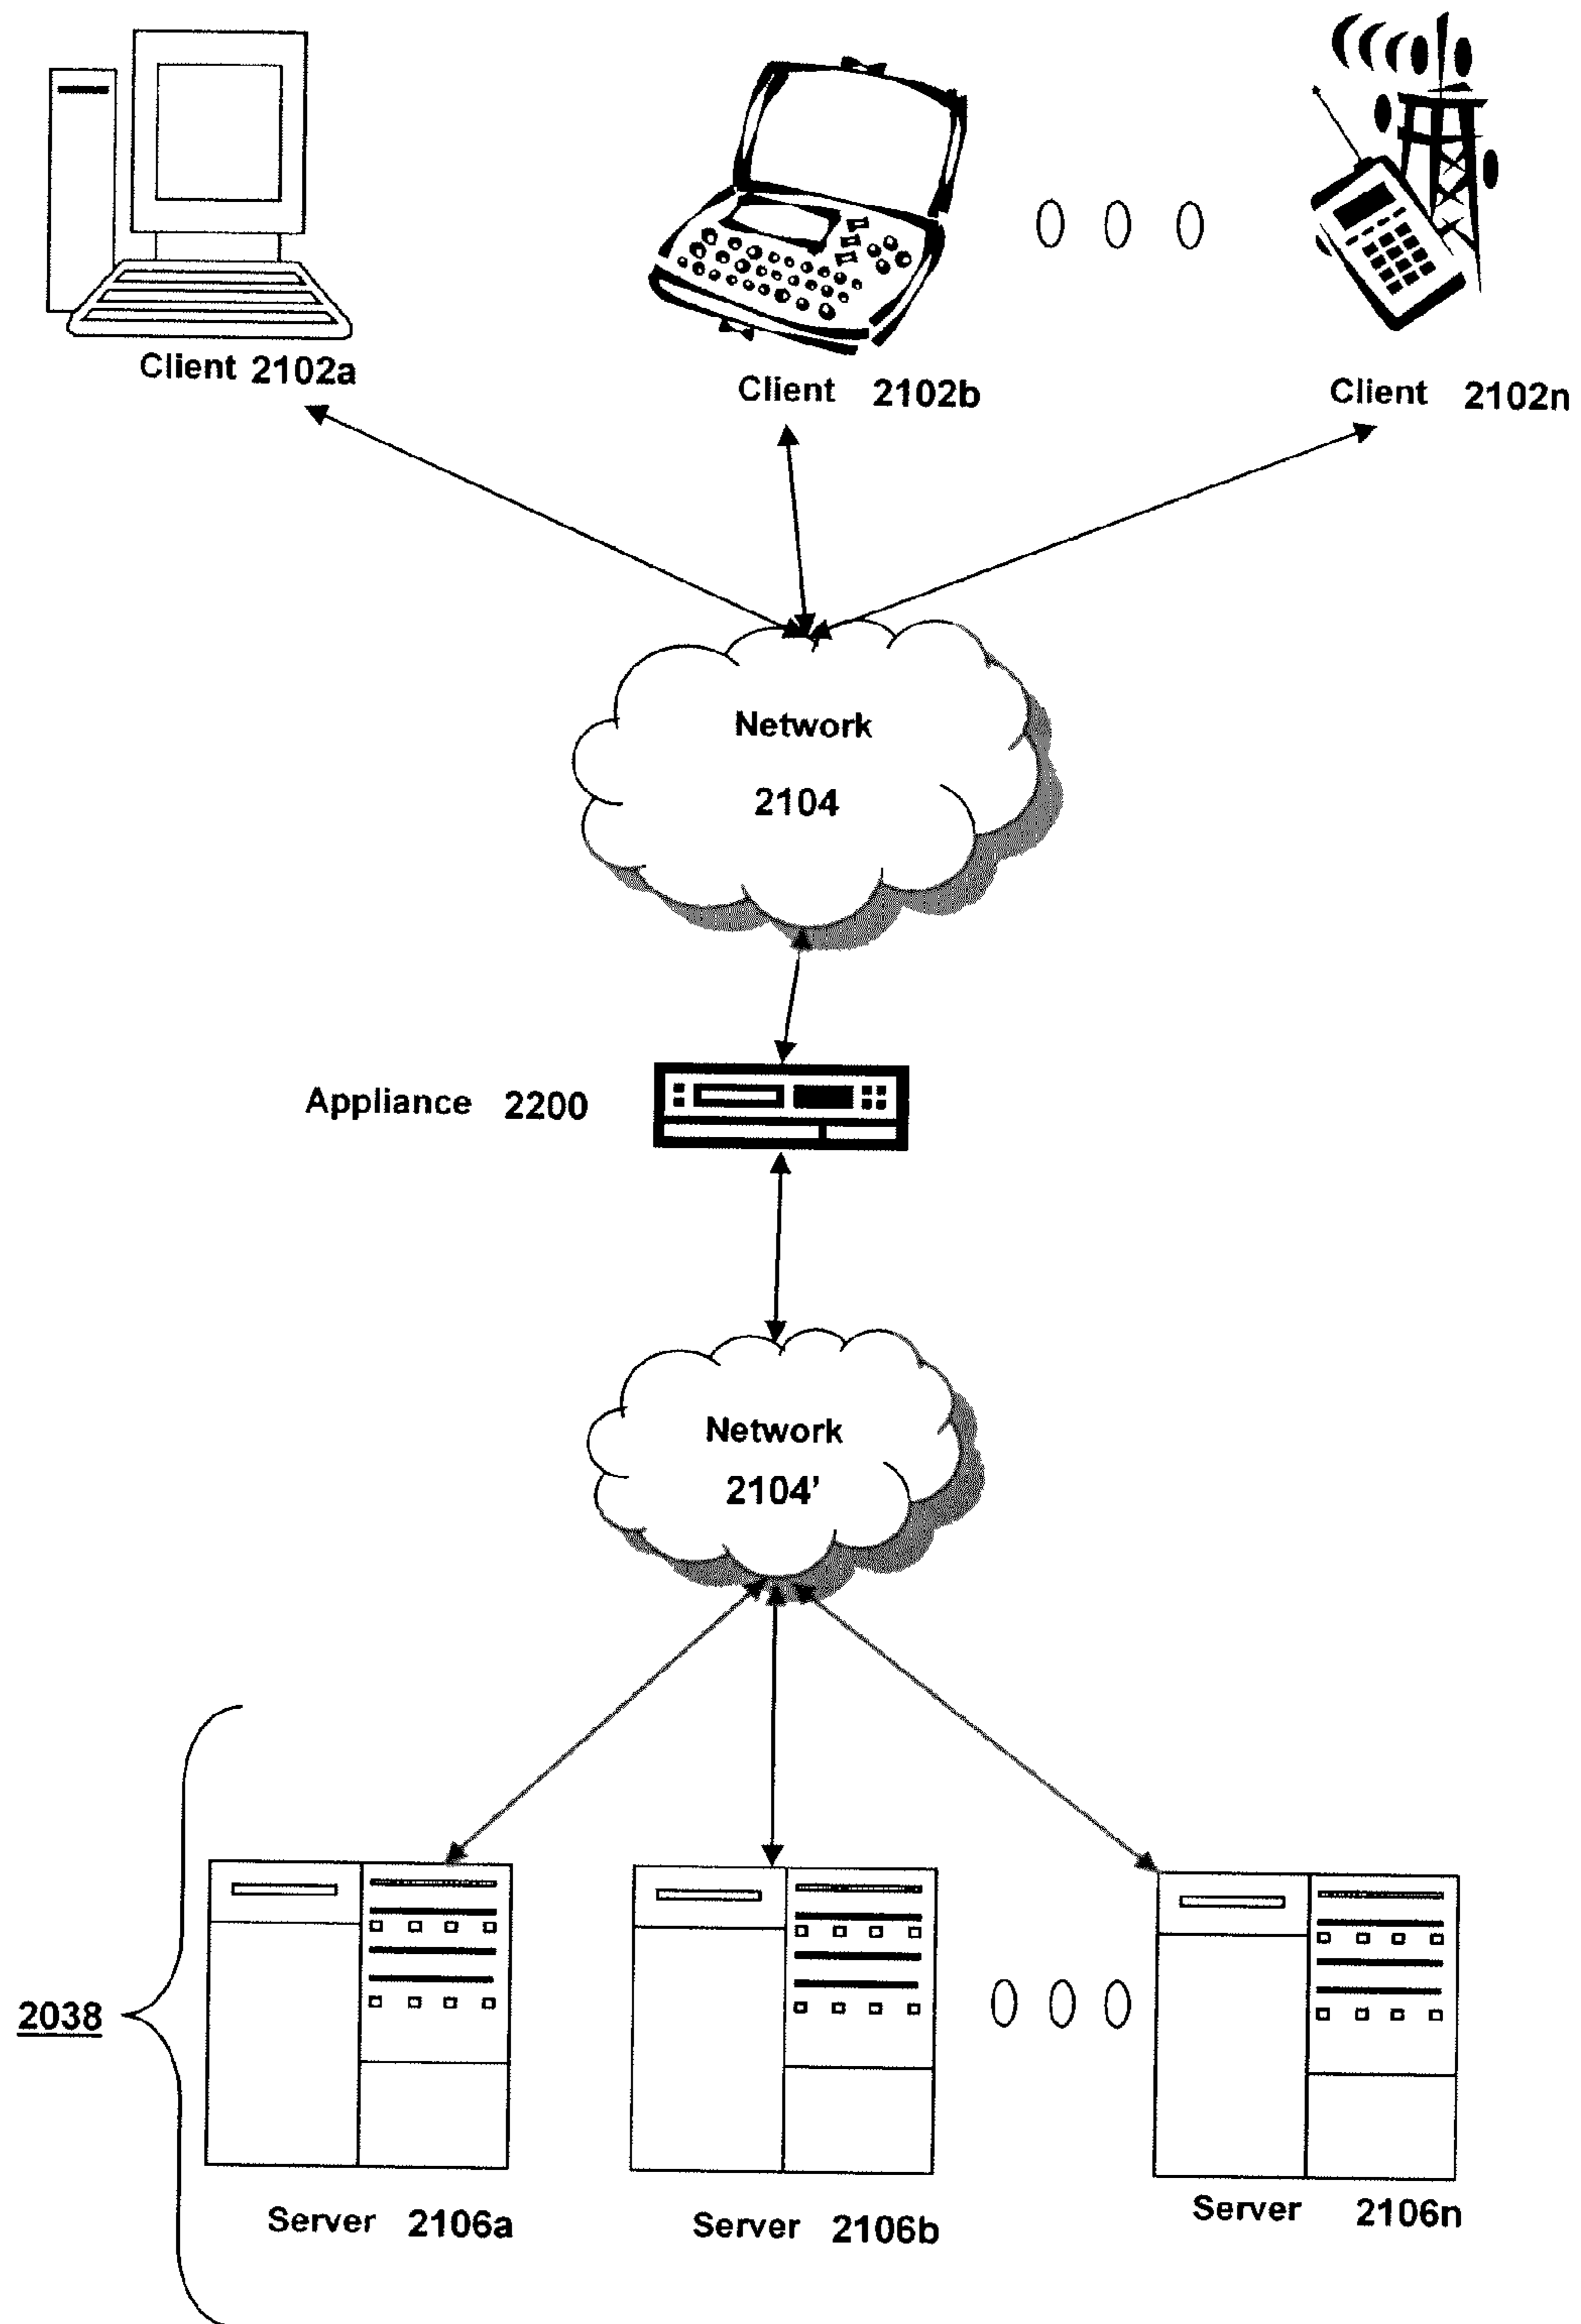 Client 2102a
Client 2102b
Client 2102n
Network
2104
Appliance 2200
Network
2104'
2038
Server 2106a
Server 2106b
Server 2106n